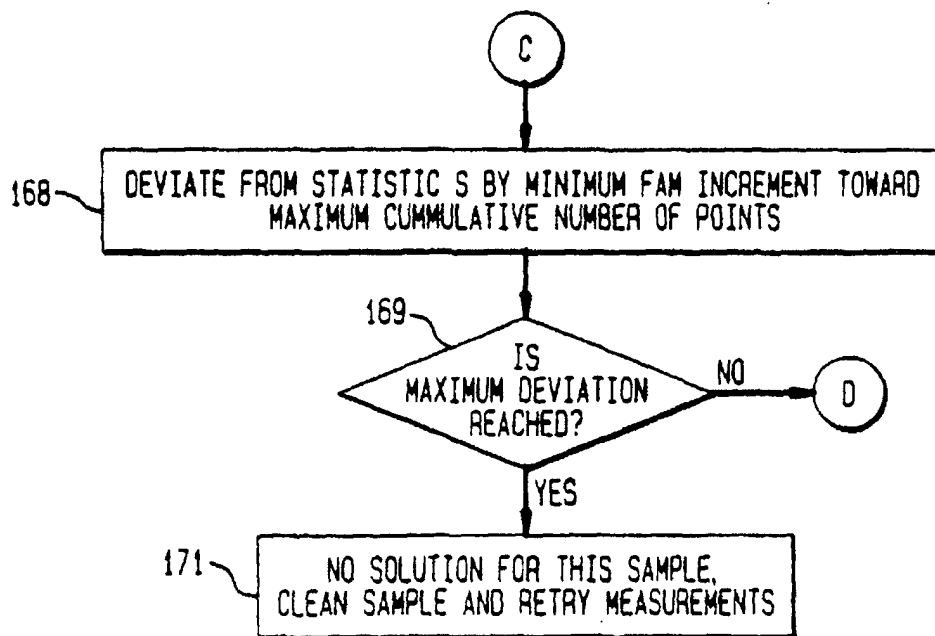 C
168
DEVIATE FROM STATISTIC S BY MINIMUM FAM INCREMENT TOWARD
MAXIMUM CUMMULATIVE NUMBER OF POINTS
169
IS
MAXIMUM DEVIATION
REACHED?
NO
D
YES
171
NO SOLUTION FOR THIS SAMPLE,
CLEAN SAMPLE AND RETRY MEASUREMENTS